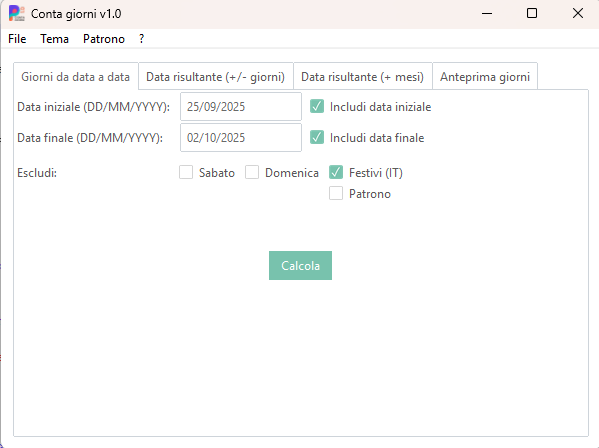 Conta giorni v1.0
File Tema Patrono ?
Giorni da data a data Data risultante (+/- giorni) Data risultante (+ mesi) Anteprima giorni
Data iniziale (DD/MM/YYYY): 25/09/2025 Includi data iniziale
Data finale (DD/MM/YYYY): 02/10/2025 Includi data finale
Escludi: Sabato Domenica Festivi (IT)
Patrono
Calcola